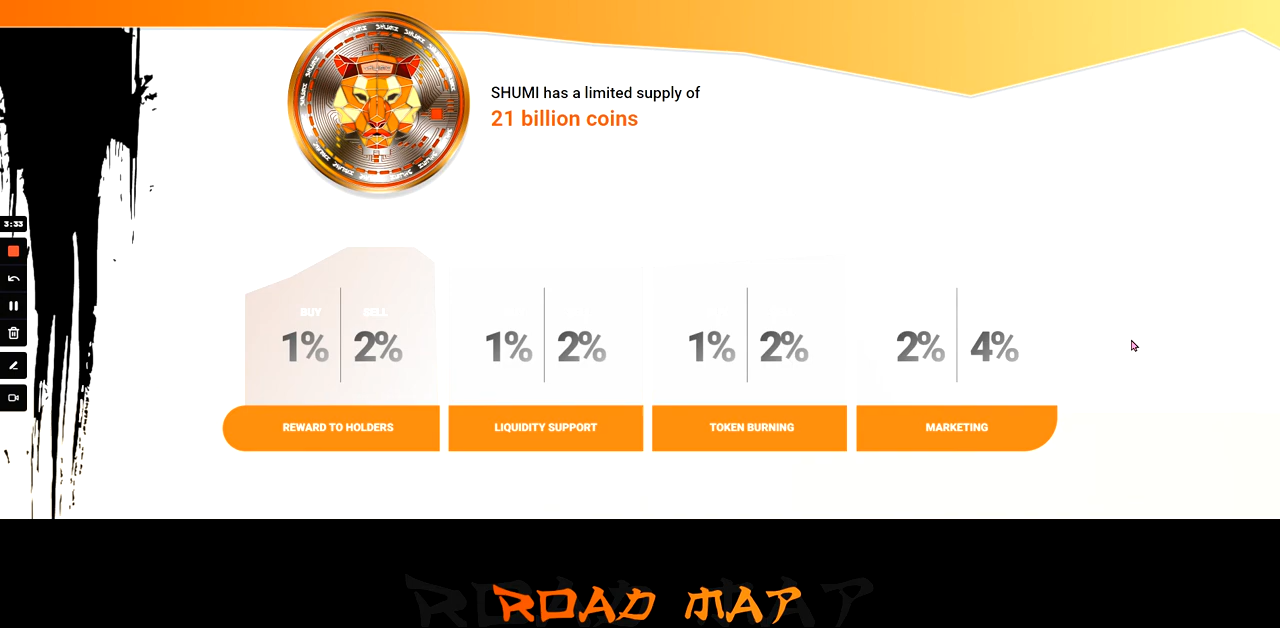 SHUMI has a limited supply of
21 billion coins
3:33
BUY SELL
1% 2%
1% 2%
1% 2%
2% 4%
REWARD TO HOLDERS
LIQUIDITY SUPPORT
TOKEN BURNING
MARKETING
ROAD MAP